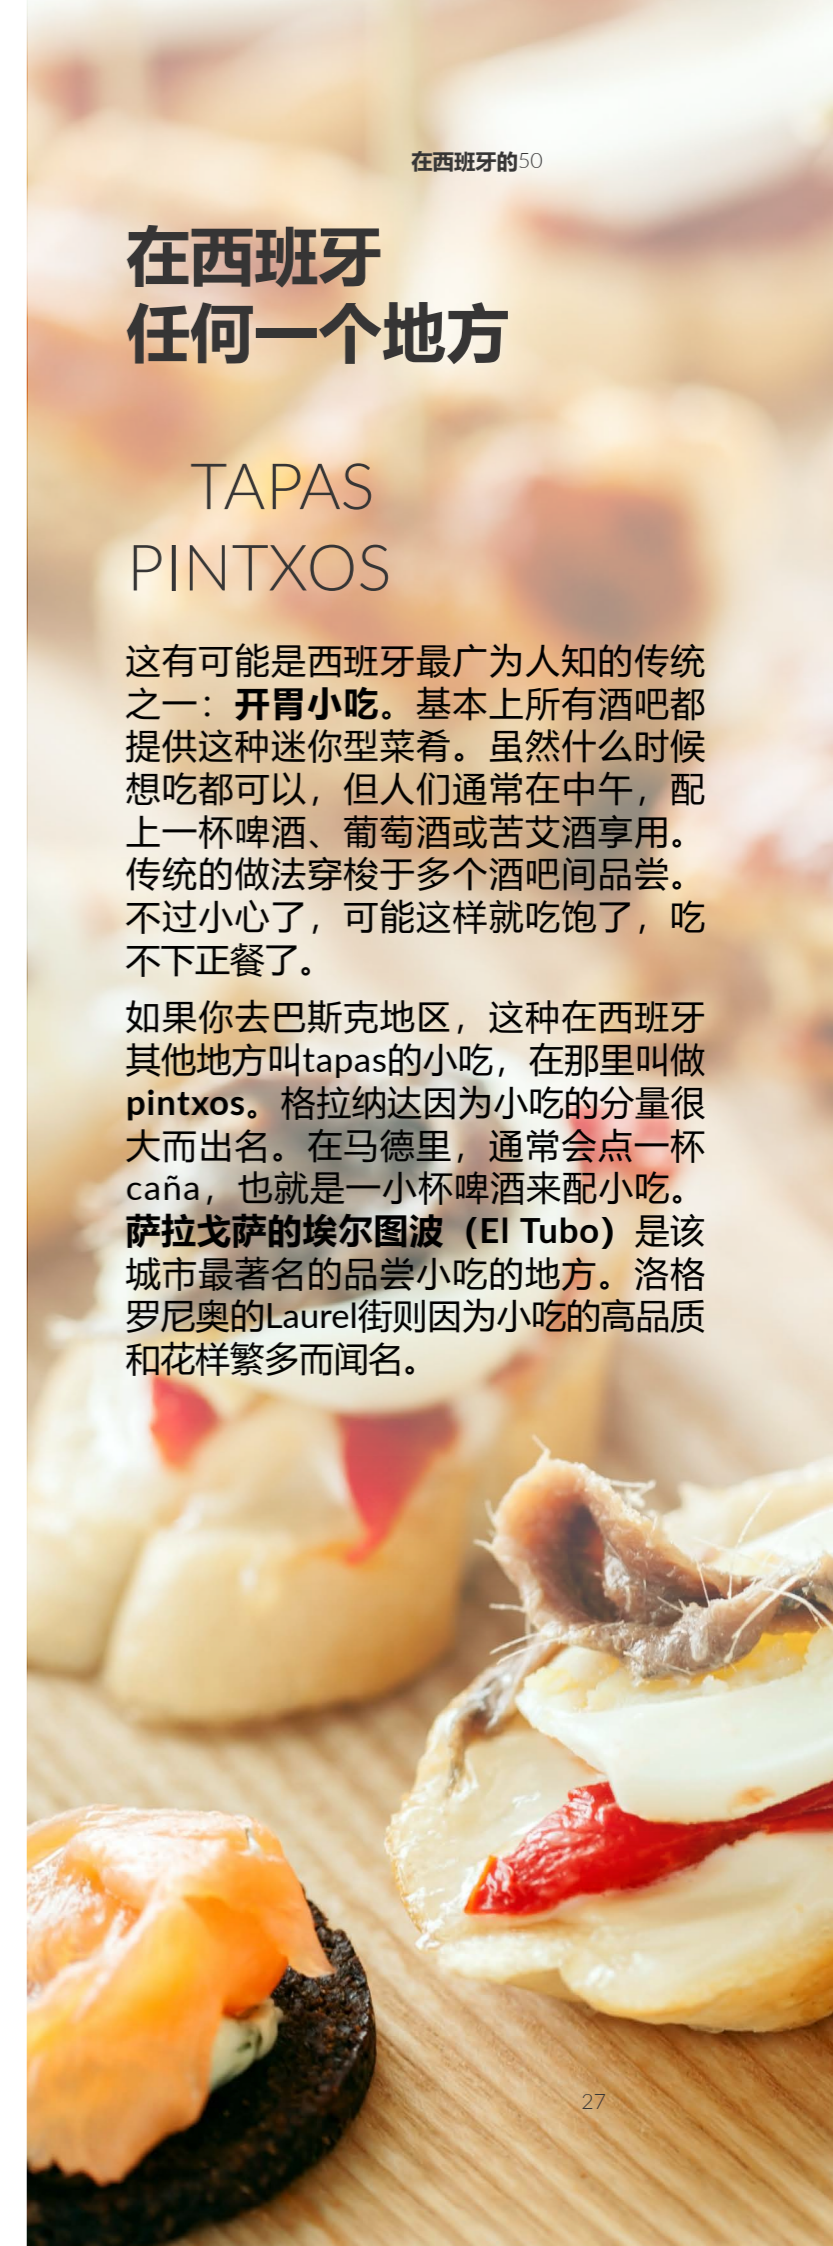 在西班牙的50
在西班牙
任何一个地方
TAPAS
PINTXOS
这有可能是西班牙最广为人知的传统
之一：开胃小吃。基本上所有酒吧都
提供这种迷你型菜肴。虽然什么时候
想吃都可以，但人们通常在中午，配
上一杯啤酒、葡萄酒或苦艾酒享用。
传统的做法穿梭于多个酒吧间品尝。
不过小心了，可能这样就吃饱了，吃
不下正餐了。
如果你去巴斯克地区，这种在西班牙
其他地方叫tapas的小吃，在那里叫做
pintxos。格拉纳达因为小吃的分量很
大而出名。在马德里，通常会点一杯
caña，也就是一小杯啤酒来配小吃。
萨拉戈萨的埃尔图波（El Tubo）是该
城市最著名的品尝小吃的地方。洛格
罗尼奥的Laurel街则因为小吃的高品质
和花样繁多而闻名。
27